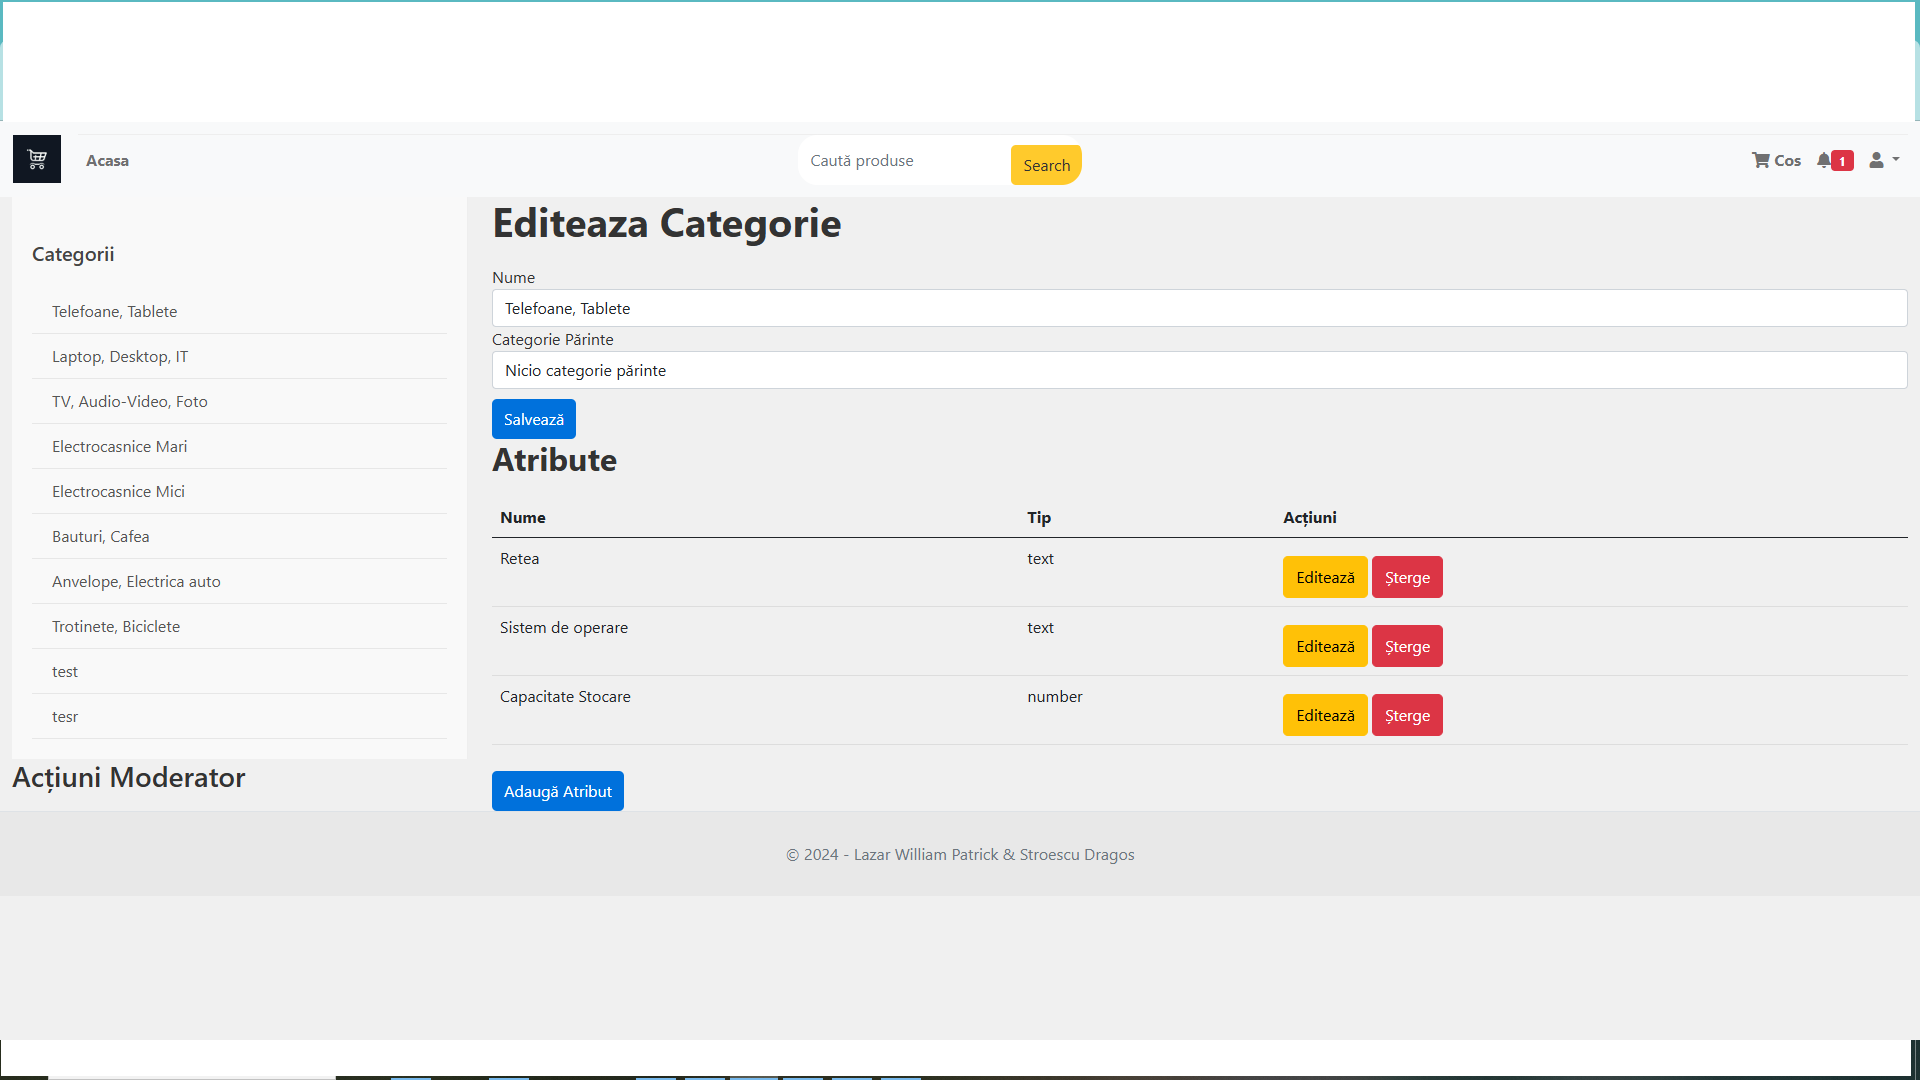 Acasa
Caută produse
Search
Cos
1
Categorii
Telefoane, Tablete
Laptop, Desktop, IT
TV, Audio-Video, Foto
Electrocasnice Mari
Electrocasnice Mici
Bauturi, Cafea
Anvelope, Electrica auto
Trotinete, Biciclete
test
tesr
Acțiuni Moderator
Editeaza Categorie
Nume
Telefoane, Tablete
Categorie Părinte
Nicio categorie părinte
Salvează
Atribute
Nume Tip Acțiuni
Retea text Editează Șterge
Sistem de operare text Editează Șterge
Capacitate Stocare number Editează Șterge
Adaugă Atribut
© 2024 - Lazar William Patrick & Stroescu Dragos